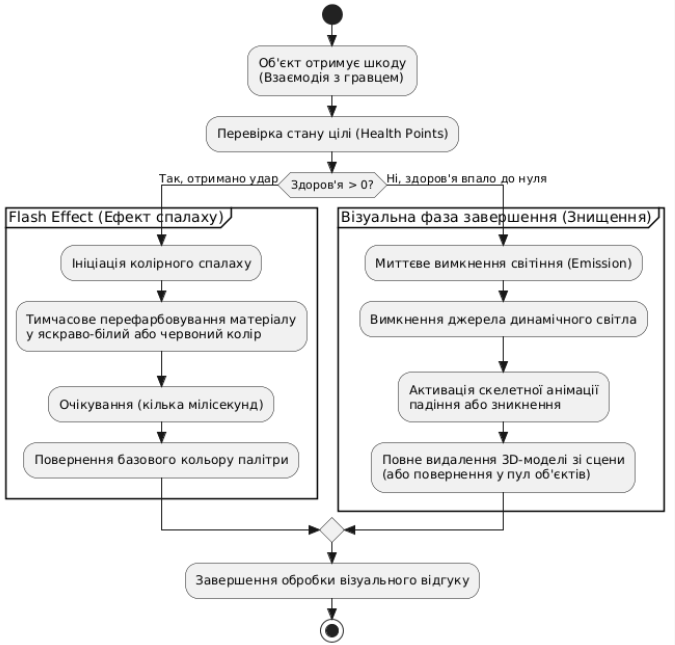 Об'єкт отримує шкоду
(Взаємодія з гравцем)
Перевірка стану цілі (Health Points)
Здоров'я > 0?
Так, отримано удар
Ні, здоров'я впало до нуля
Flash Effect (Ефект спалаху)
Ініціація колірного спалаху
Тимчасове перефарбовування матеріалу
у яскраво-білий або червоний колір
Очікування (кілька мілісекунд)
Повернення базового кольору палітри
Візуальна фаза завершення (Знищення)
Миттєве вимкнення світіння (Emission)
Вимкнення джерела динамічного світла
Активація скелетної анімації
падіння або зникнення
Повне видалення 3D-моделі зі сцени
(або повернення у пул об'єктів)
Завершення обробки візуального відгуку